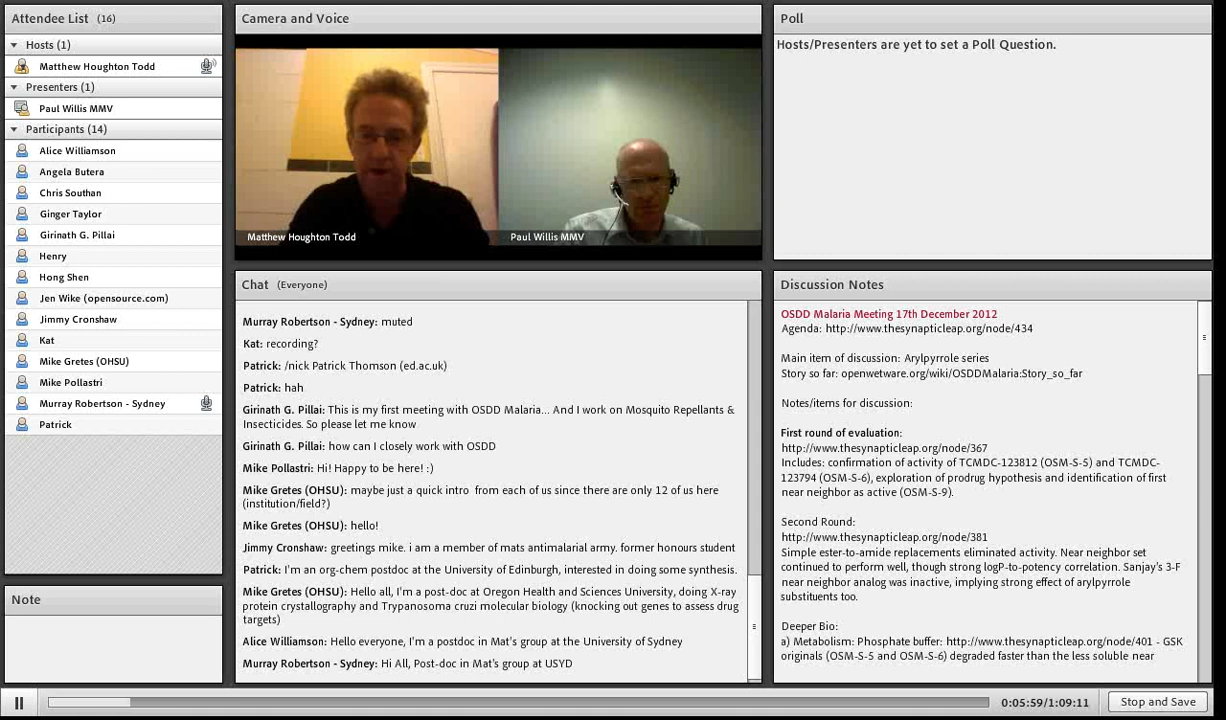 Attendee List (16)
Hosts (1)
Matthew Houghton Todd
Presenters (1)
Paul Willis MMV
Participants (14)
Alice Williamson
Angela Butera
Chris Southan
Ginger Taylor
Girinath G. Pillai
Henry
Hong Shen
Jen Wike (opensource.com)
Jimmy Cronshaw
Kat
Mike Gretes (OHSU)
Mike Pollastri
Murray Robertson - Sydney
Patrick
Note
Camera and Voice
Matthew Houghton Todd
Paul Willis MMV
Chat (Everyone)
Murray Robertson - Sydney: muted
Kat: recording?
Patrick: /nick Patrick Thomson (ed.ac.uk)
Patrick: hah
Girinath G. Pillai: This is my first meeting with OSDD Malaria... And I work on Mosquito Repellants &
Insecticides. So please let me know
Girinath G. Pillai: how can I closely work with OSDD
Mike Pollastri: Hi! Happy to be here! :)
Mike Gretes (OHSU): maybe just a quick intro from each of us since there are only 12 of us here
(institution/field?)
Mike Gretes (OHSU): hello!
Jimmy Cronshaw: greetings mike. i am a member of mats antimalarial army. former honours student
Patrick: I'm an org-chem postdoc at the University of Edinburgh, interested in doing some synthesis.
Mike Gretes (OHSU): Hello all, I'm a post-doc at Oregon Health and Sciences University, doing X-ray
protein crystallography and Trypanosoma cruzi molecular biology (knocking out genes to assess drug
targets)
Alice Williamson: Hello everyone, I'm a postdoc in Mat's group at the University of Sydney
Murray Robertson - Sydney: Hi All, Post-doc in Mat's group at USYD
Poll
Hosts/Presenters are yet to set a Poll Question.
Discussion Notes
OSDD Malaria Meeting 17th December 2012
Agenda: http://www.thesynapticleap.org/node/434
Main item of discussion: Arylpyrrole series
Story so far: openwetware.org/wiki/OSDDMalaria:Story_so_far
Notes/items for discussion:
First round of evaluation:
http://www.thesynapticleap.org/node/367
Includes: confirmation of activity of TCMDC-123812 (OSM-S-5) and TCMDC-
123794 (OSM-S-6), exploration of prodrug hypothesis and identification of first
near neighbor as active (OSM-S-9).
Second Round:
http://www.thesynapticleap.org/node/381
Simple ester-to-amide replacements eliminated activity. Near neighbor set
continued to perform well, though strong logP-to-potency correlation. Sanjay's 3-F
near neighbor analog was inactive, implying strong effect of arylpyrrole
substituents too.
Deeper Bio:
a) Metabolism: Phosphate buffer: http://www.thesynapticleap.org/node/401 - GSK
originals (OSM-S-5 and OSM-S-6) degraded faster than the less soluble near
0:05:59/1:09:11
Stop and Save